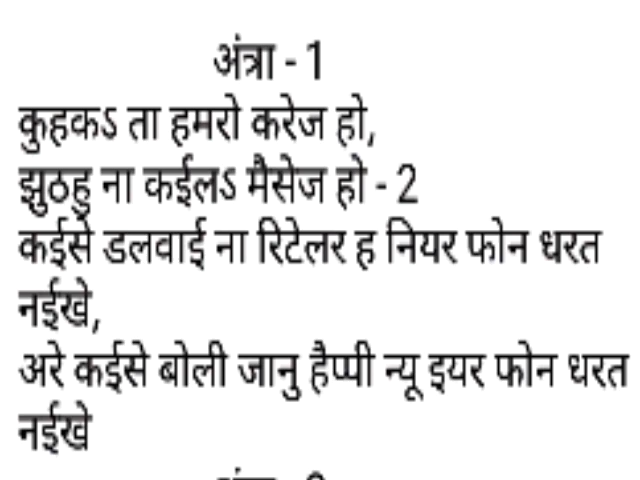 अंत्रा - 1
कुहकऽ ता हमरो करेज हो,
झुठहु ना कईलऽ मैसेज हो - 2
कईसे डलवाई ना रिटेलर ह नियर फोन धरत
नईखे,
अरे कईसे बोली जानु हैप्पी न्यू इयर फोन धरत
नईखे